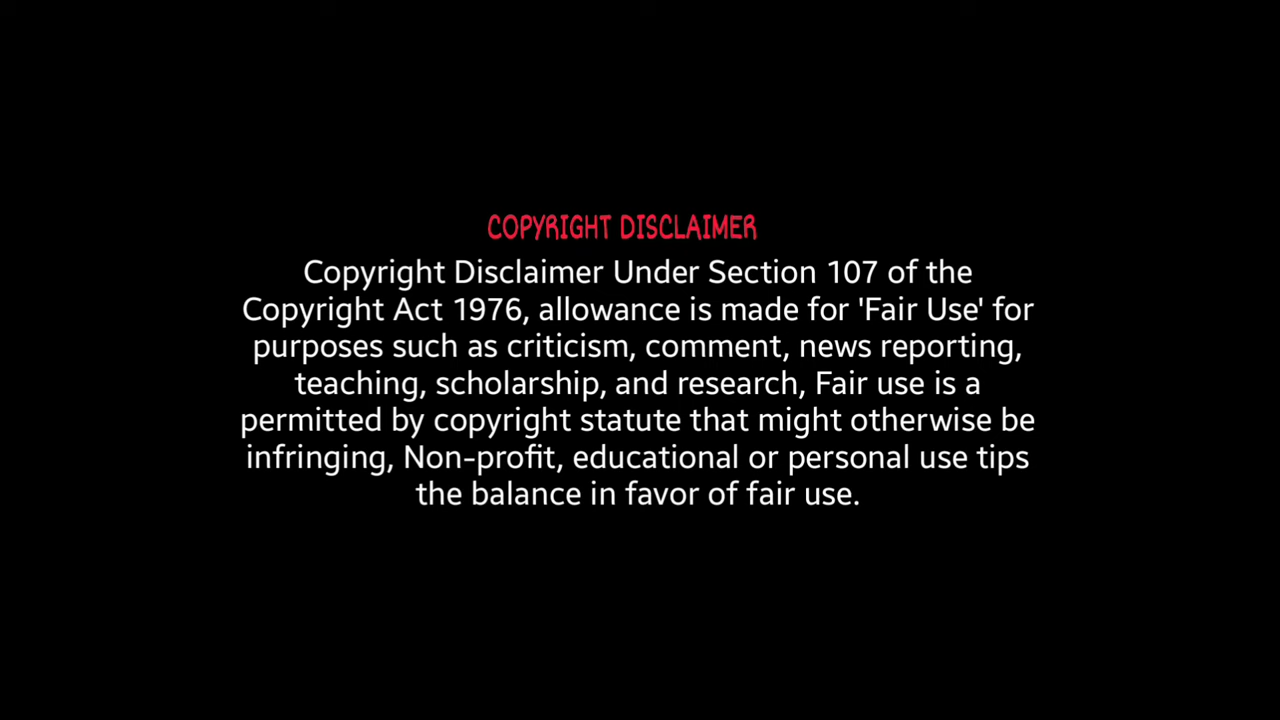 COPYRIGHT DISCLAIMER
Copyright Disclaimer Under Section 107 of the
Copyright Act 1976, allowance is made for 'Fair Use' for
purposes such as criticism, comment, news reporting,
teaching, scholarship, and research, Fair use is a
permitted by copyright statute that might otherwise be
infringing, Non-profit, educational or personal use tips
the balance in favor of fair use.